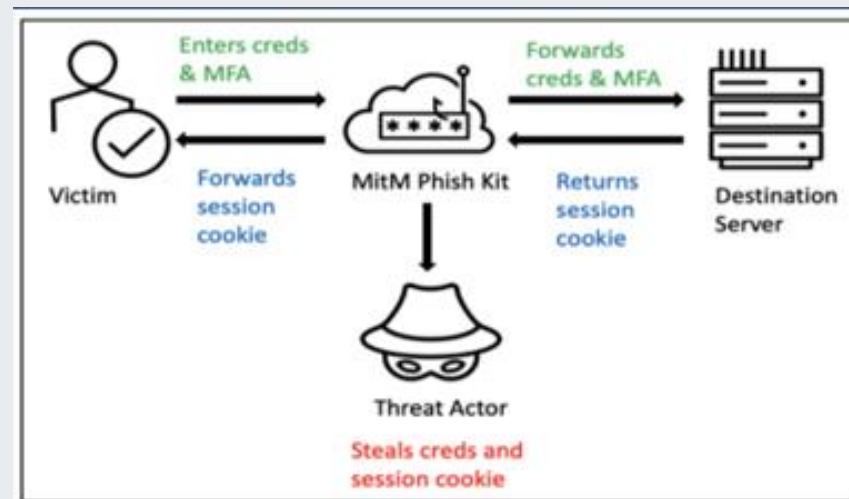 Enters creds
& MFA
Forwards
creds & MFA
****
Victim
Forwards
session
cookie
MitM Phish Kit
Returns
session
cookie
Destination
Server
Threat Actor
Steals creds and
session cookie